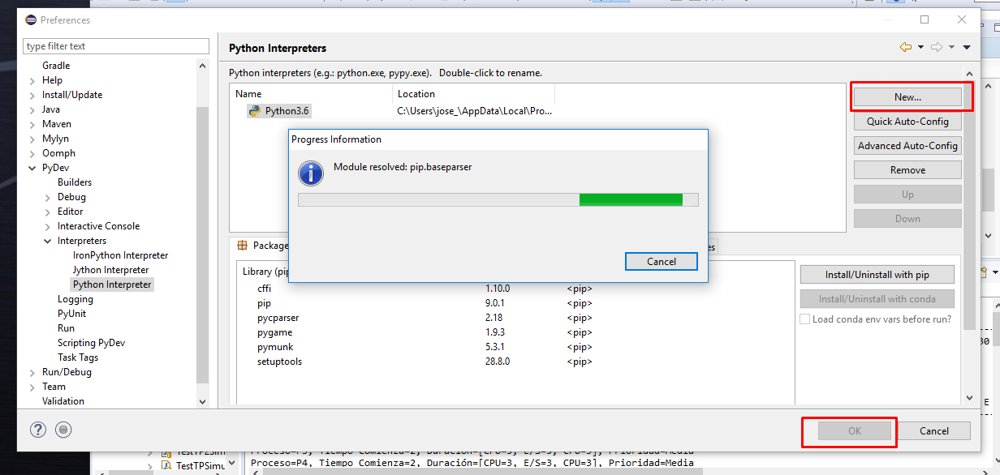 Preferences
type filter text
Gradle
Help
Install/Update
Java
Maven
Mylyn
Oomph
PyDev
Builders
Debug
Editor
Interactive Console
Interpreters
IronPython Interpreter
Jython Interpreter
Python Interpreter
Logging
PyUnit
Run
Scripting PyDev
Task Tags
Run/Debug
Team
Validation
Python Interpreters
Python interpreters (e.g.: python.exe, pypy.exe).   Double-click to rename.
Name Location
Python3.6 C:\Users\jose_\AppData\Local\Pro...
New...
Quick Auto-Config
Advanced Auto-Config
Remove
Up
Down
Progress Information
Module resolved: pip.baseparser
Cancel
Package
es
Library (pip
cffi 1.10.0 <pip>
pip 9.0.1 <pip>
pycparser 2.18 <pip>
pygame 1.9.3 <pip>
pymunk 5.3.1 <pip>
setuptools 28.8.0 <pip>
Install/Uninstall with pip
Install/Uninstall with conda
Load conda env vars before run?
OK
Cancel
30
E
TestTP2Sim
TestTPSimu
Proceso=P3, Tiempo Comienza=2, Duración=[CPU=3, E/S=3, CPU=3], Prioridad=Media
Proceso=P4, Tiempo Comienza=2, Duración=[CPU=3, E/S=3, CPU=3], Prioridad=Media